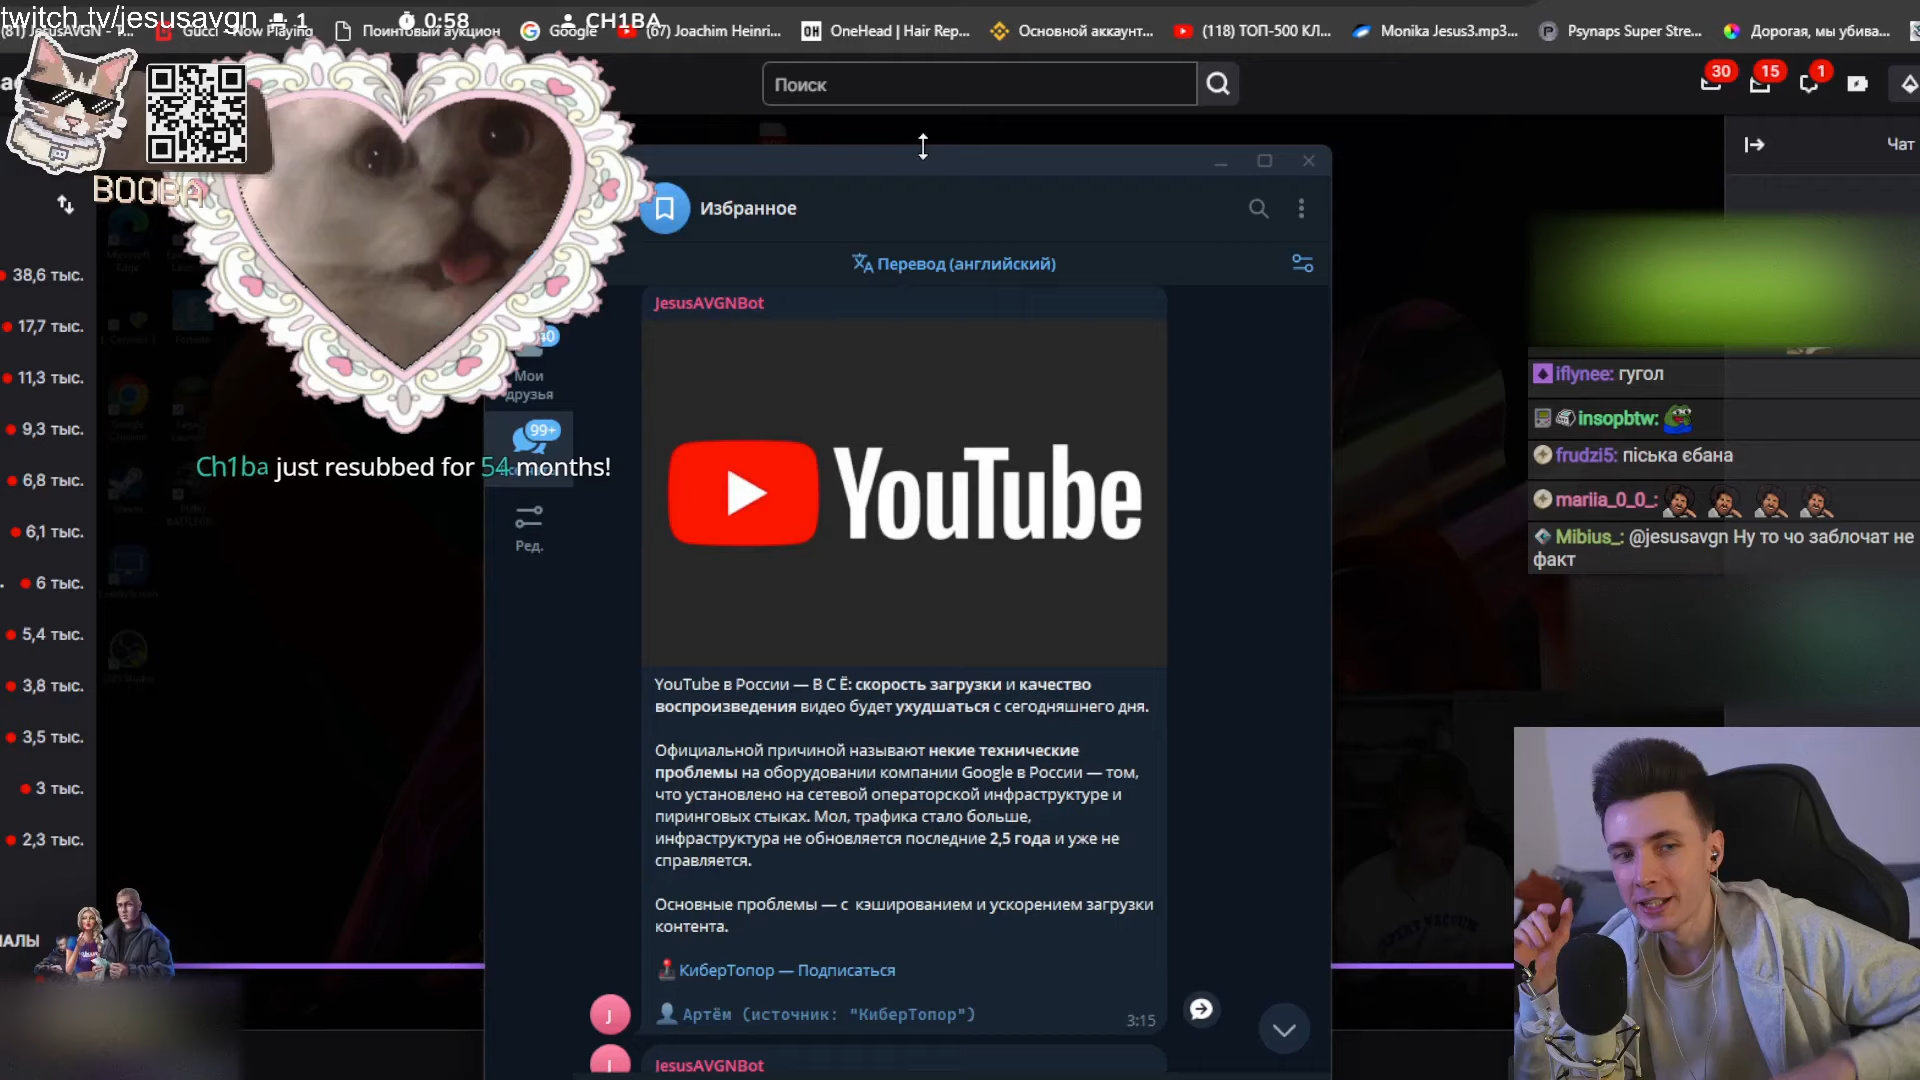 twitch.tv/jesusavgn
1
0:58
CH1BA
(81) JesusAVGN - T...
Gucci - Now Playing
Поинтовый аукцион
Google
(67) Joachim Heinri...
OH
OneHead | Hair Rep...
Основной аккаунт...
(118) ТОП-500 КЛ...
Monika Jesus3.mp3...
Psynaps Super Stre...
Дорогая, мы убива...
Поиск
30
15
1
Чат
BOOBA
Избранное
Перевод (английский)
38,6 тыс.
17,7 тыс.
11,3 тыс.
9,3 тыс.
6,8 тыс.
6,1 тыс.
6 тыс.
5,4 тыс.
3,8 тыс.
3,5 тыс.
3 тыс.
2,3 тыс.
Мои
друзья
99+
Ред.
Ch1ba just resubbed for 54 months!
JesusAVGNBot
YouTube
YouTube в России — В С Ё: скорость загрузки и качество
воспроизведения видео будет ухудшаться с сегодняшнего дня.
Официальной причиной называют некие технические
проблемы на оборудовании компании Google в России — том,
что установлено на сетевой операторской инфраструктуре и
пиринговых стыках. Мол, трафика стало больше,
инфраструктура не обновляется последние 2,5 года и уже не
справляется.
Основные проблемы — с кэшированием и ускорением загрузки
контента.
КиберТопор — Подписаться
Артём (источник: "КиберТопор")
3:15
J
JesusAVGNBot
iflynee: гугол
insopbtw:
frudzi5: піська єбана
mariia_0_0_:
Mibius_: @jesusavgn Ну то чо заблочат не
факт